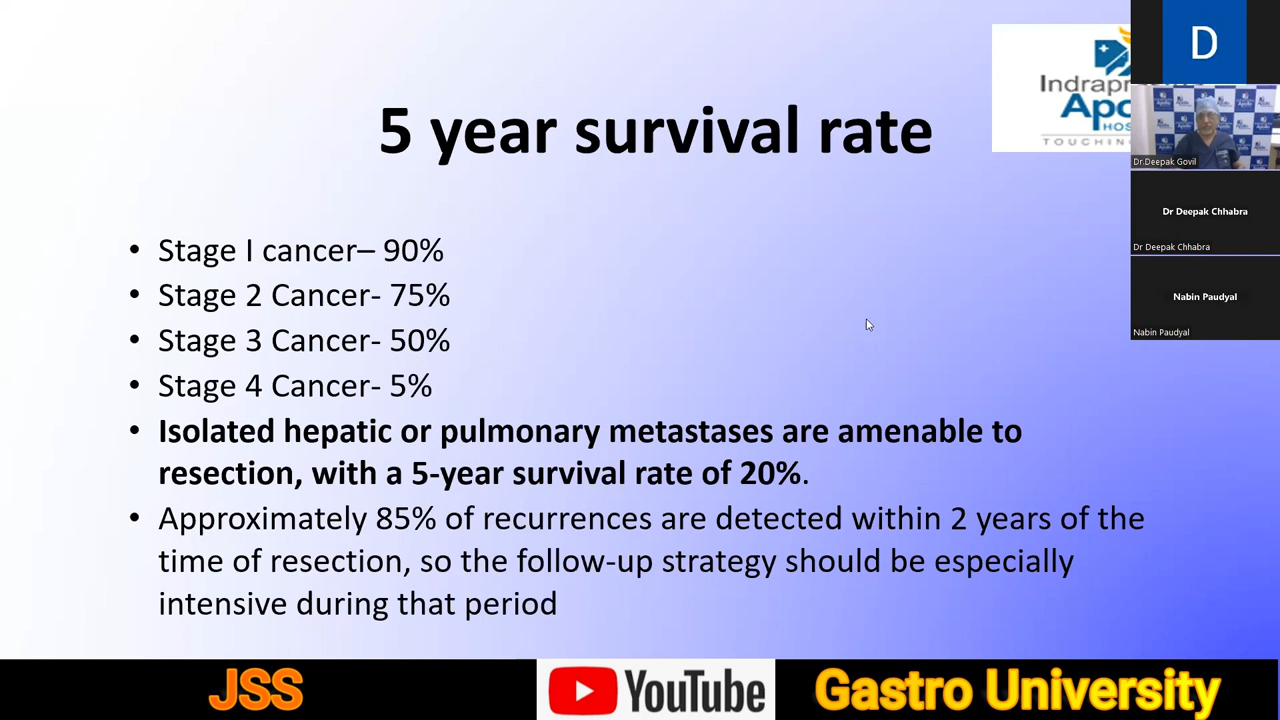 5 year survival rate
• Stage I cancer– 90%
• Stage 2 Cancer- 75%
• Stage 3 Cancer- 50%
• Stage 4 Cancer- 5%
• Isolated hepatic or pulmonary metastases are amenable to
resection, with a 5-year survival rate of 20%.
• Approximately 85% of recurrences are detected within 2 years of the
time of resection, so the follow-up strategy should be especially
intensive during that period
Indrapr
Apo
HOS
TOUCHIN
D
Dr.Deepak Govil
Dr Deepak Chhabra
Dr Deepak Chhabra
Nabin Paudyal
Nabin Paudyal
JSS
YouTube
Gastro University